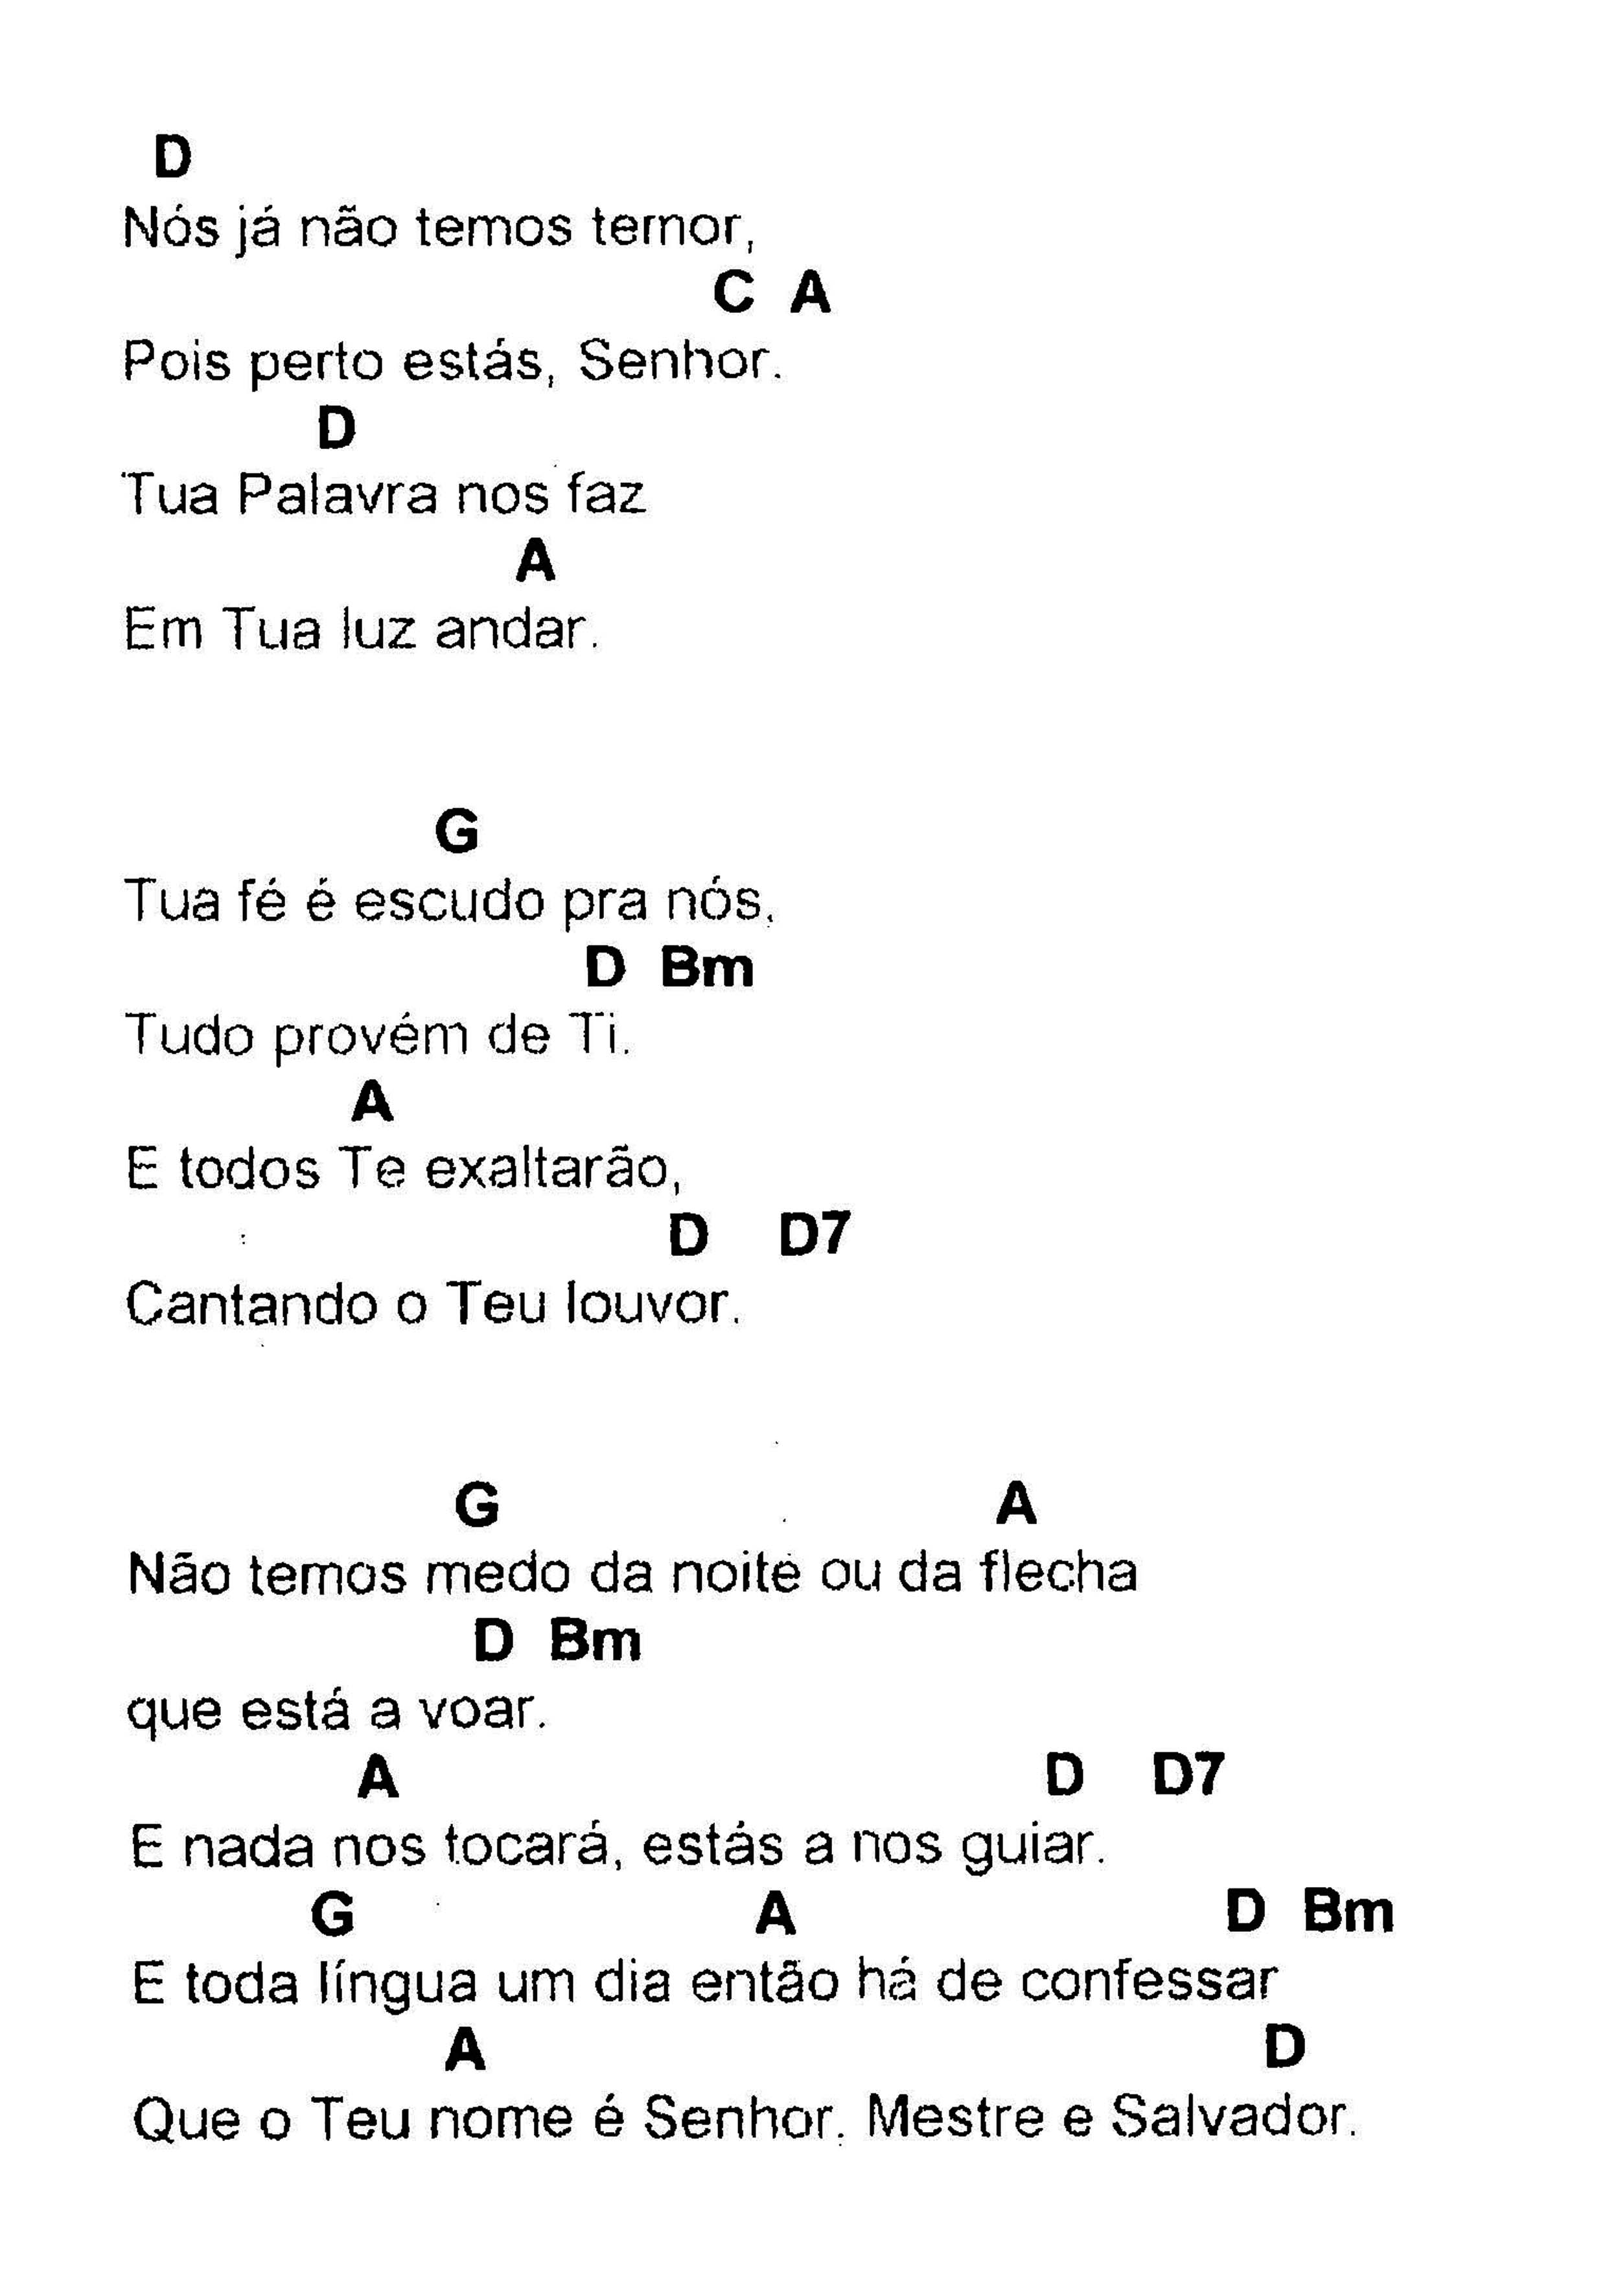 D
Nós já não temos temor,
C A
Pois perto estás, Senhor.
D
Tua Palavra nos faz
A
Em Tua luz andar.
G
Tua fé é escudo pra nós,
D Bm
Tudo provém de Ti.
A
E todos Te exaltarão,
D D7
Cantando o Teu louvor.
G A
Não temos medo da noite ou da flecha
D Bm
que está a voar.
A D D7
E nada nos tocará, estás a nos guiar.
G A D Bm
E toda língua um dia então há de confessar
A D
Que o Teu nome é Senhor. Mestre e Salvador.